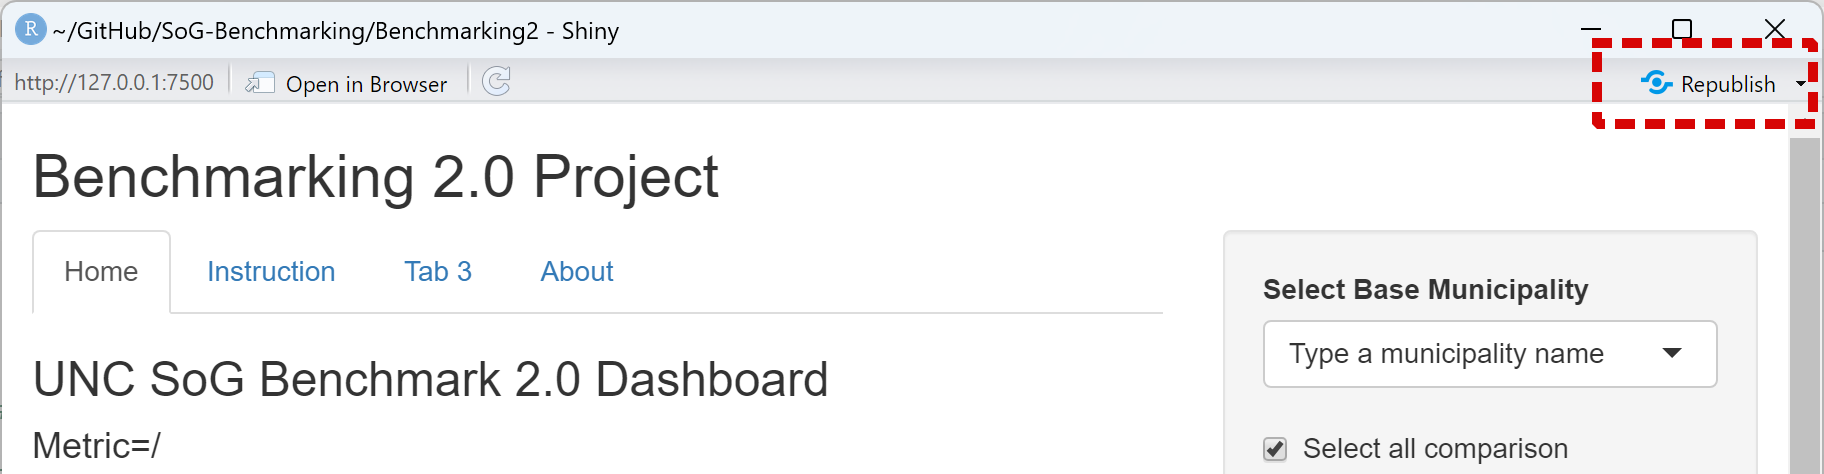 R ~/GitHub/SoG-Benchmarking/Benchmarking2 - Shiny
http://127.0.0.1:7500 Open in Browser Republish
Benchmarking 2.0 Project
Home Instruction Tab 3 About
Select Base Municipality
Type a municipality name
UNC SoG Benchmark 2.0 Dashboard
Metric=/
Select all comparison